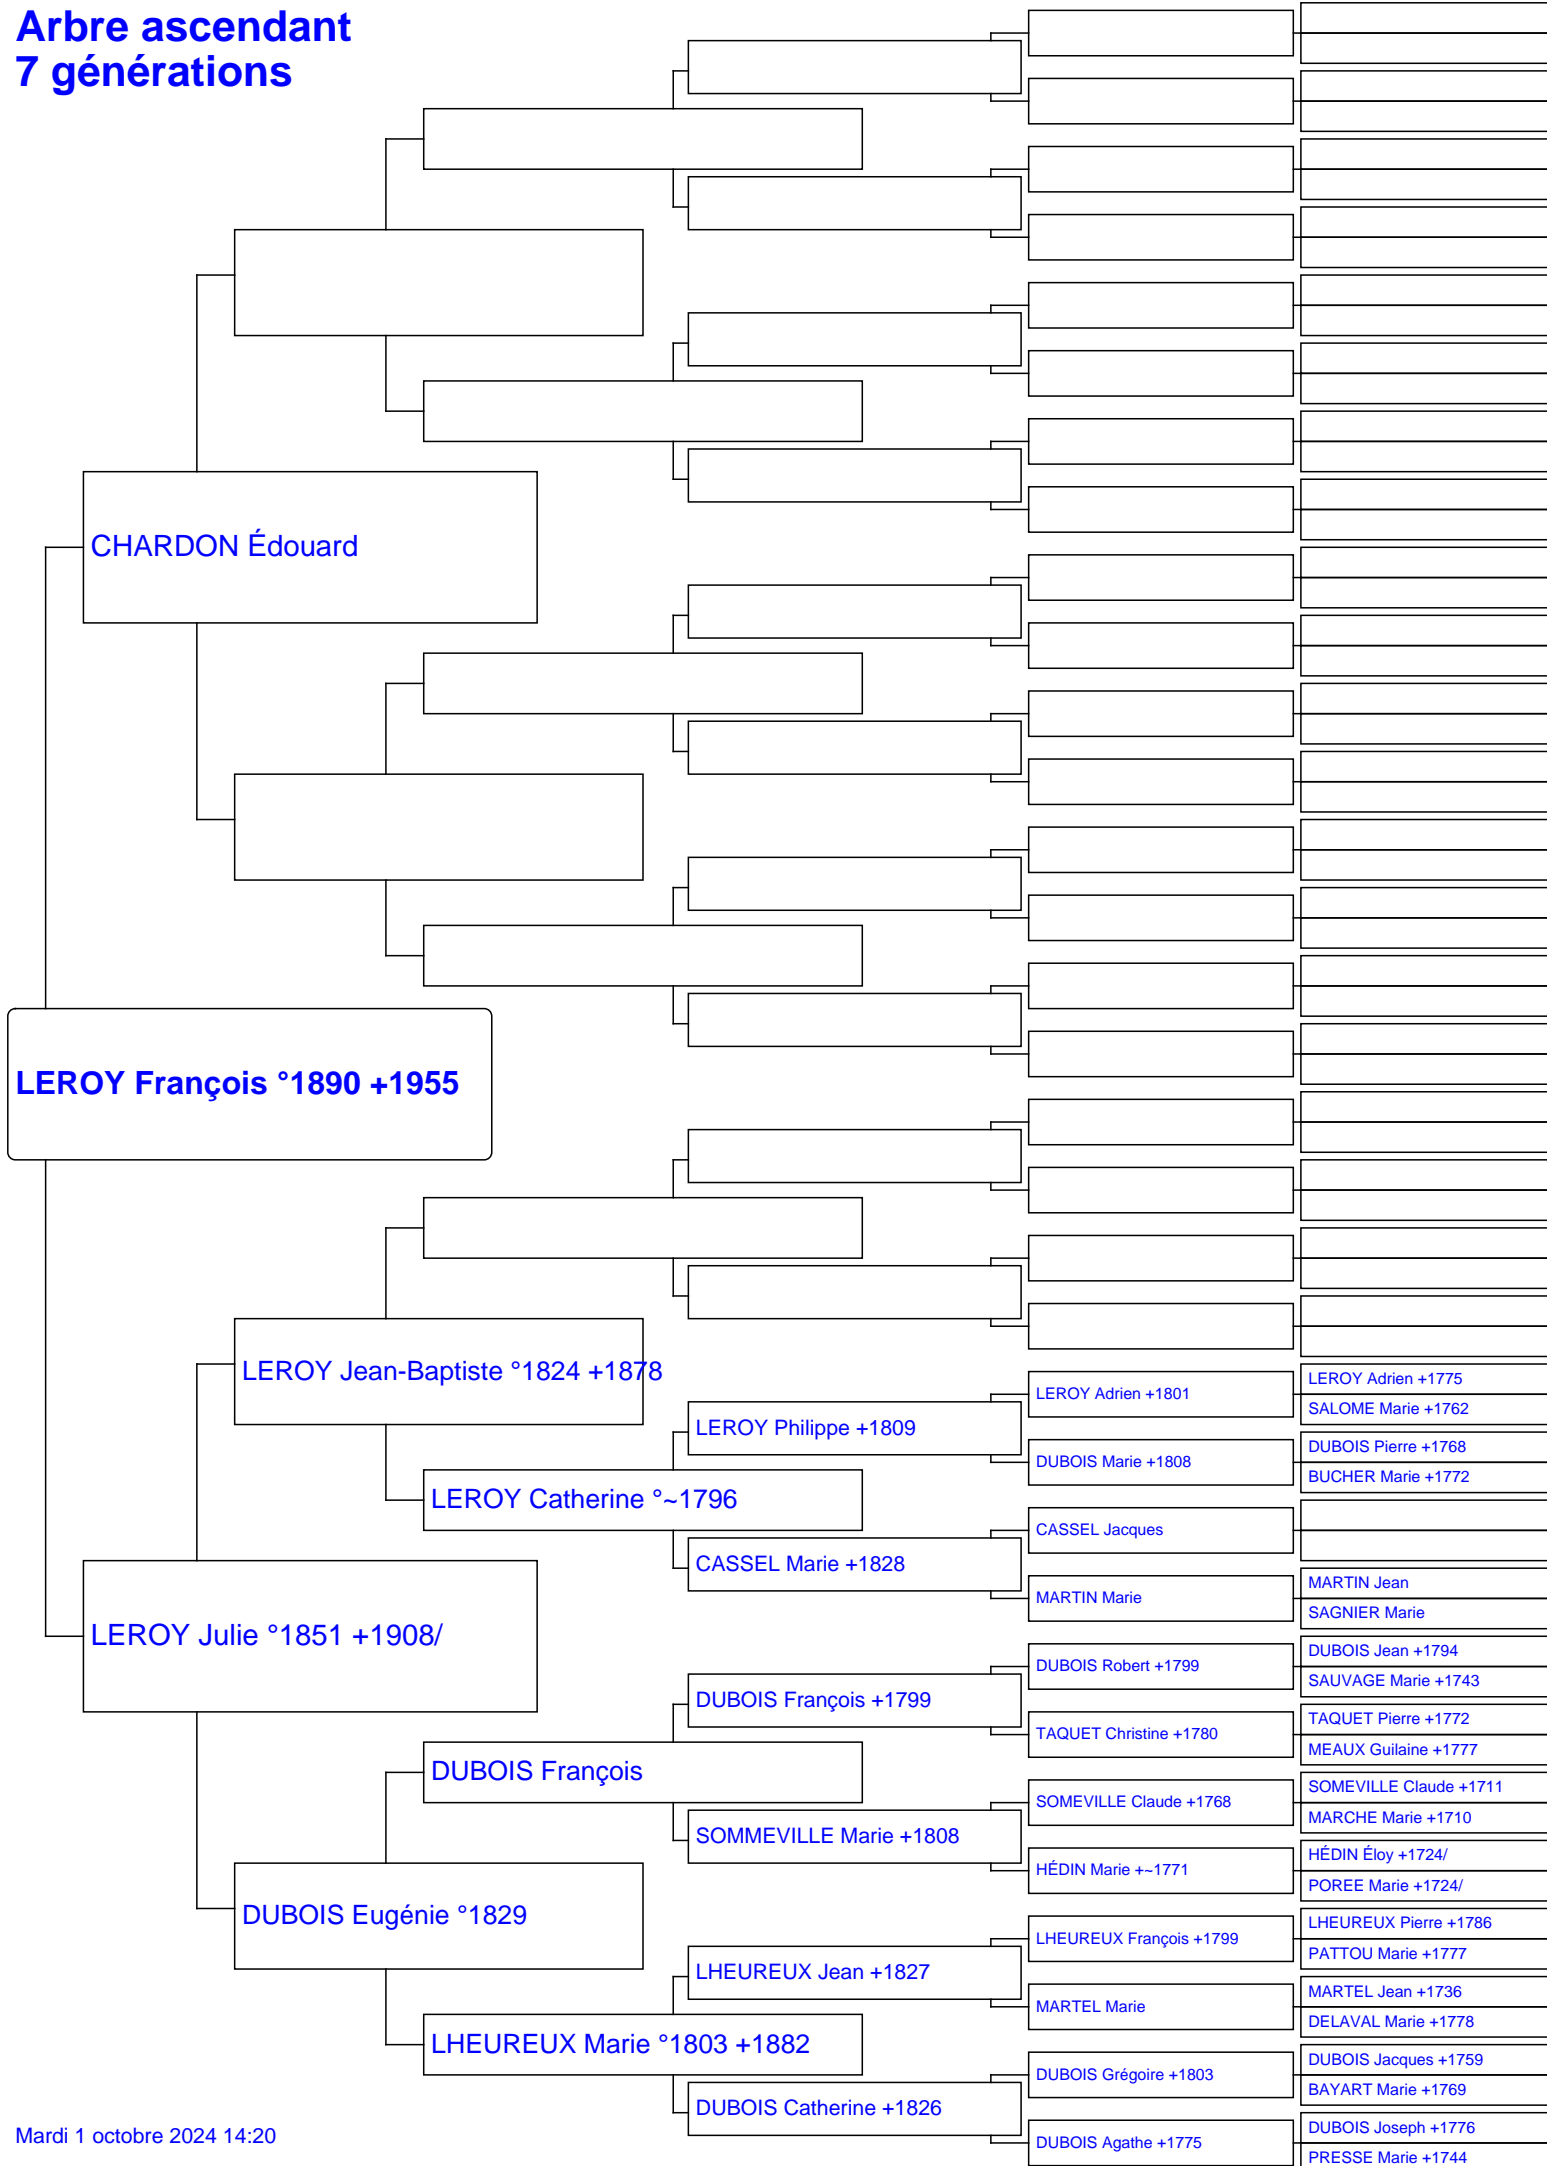 Arbre ascendant
7 générations
CHARDON Édouard
LEROY François °1890 +1955
LEROY Jean-Baptiste °1824 +1878
LEROY Adrien +1801
LEROY Adrien +1775
SALOME Marie +1762
LEROY Philippe +1809
DUBOIS Marie +1808
DUBOIS Pierre +1768
BUCHER Marie +1772
LEROY Catherine °~1796
CASSEL Jacques
CASSEL Marie +1828
MARTIN Marie
MARTIN Jean
SAGNIER Marie
LEROY Julie °1851 +1908/
DUBOIS Robert +1799
DUBOIS Jean +1794
SAUVAGE Marie +1743
DUBOIS François +1799
TAQUET Christine +1780
TAQUET Pierre +1772
MEAUX Guilaine +1777
DUBOIS François
SOMEVILLE Claude +1768
SOMEVILLE Claude +1711
MARCHE Marie +1710
SOMMEVILLE Marie +1808
HÉDIN Marie +~1771
HÉDIN Éloy +1724/
POREE Marie +1724/
DUBOIS Eugénie °1829
LHEUREUX François +1799
LHEUREUX Pierre +1786
PATTOU Marie +1777
LHEUREUX Jean +1827
MARTEL Marie
MARTEL Jean +1736
DELAVAL Marie +1778
LHEUREUX Marie °1803 +1882
DUBOIS Grégoire +1803
DUBOIS Jacques +1759
BAYART Marie +1769
DUBOIS Catherine +1826
DUBOIS Agathe +1775
DUBOIS Joseph +1776
PRESSE Marie +1744
Mardi 1 octobre 2024 14:20